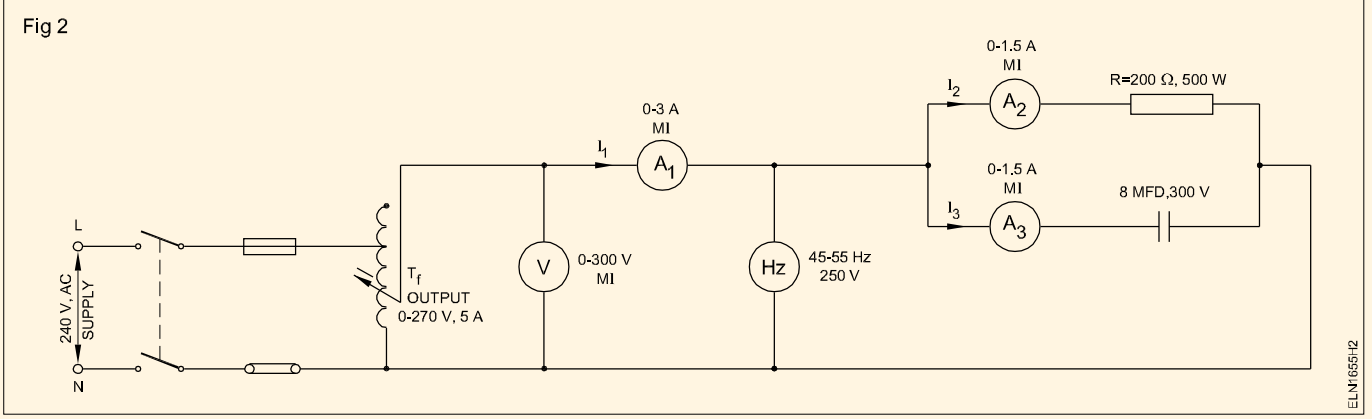 Fig 2
L
240 V, AC
SUPPLY
N
Tf
OUTPUT
0-270 V, 5 A
V
0-300 V
MI
I1
0-3 A
MI
A1
Hz
45-55 Hz
250 V
I2
0-1.5 A
MI
A2
R=200 Ω, 500 W
I3
0-1.5 A
MI
A3
8 MFD,300 V
ELN1655H2